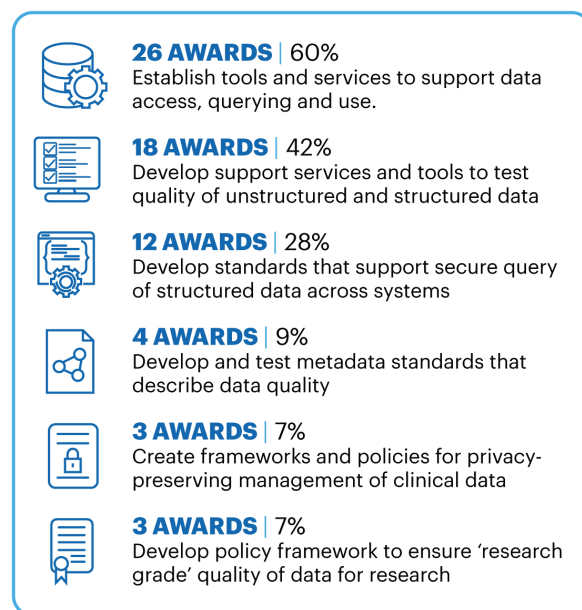 26 AWARDS | 60%
Establish tools and services to support data
access, querying and use.
18 AWARDS | 42%
Develop support services and tools to test
quality of unstructured and structured data
12 AWARDS | 28%
Develop standards that support secure query
of structured data across systems
4 AWARDS | 9%
Develop and test metadata standards that
describe data quality
3 AWARDS | 7%
Create frameworks and policies for privacy-
preserving management of clinical data
3 AWARDS | 7%
Develop policy framework to ensure ‘research
grade’ quality of data for research